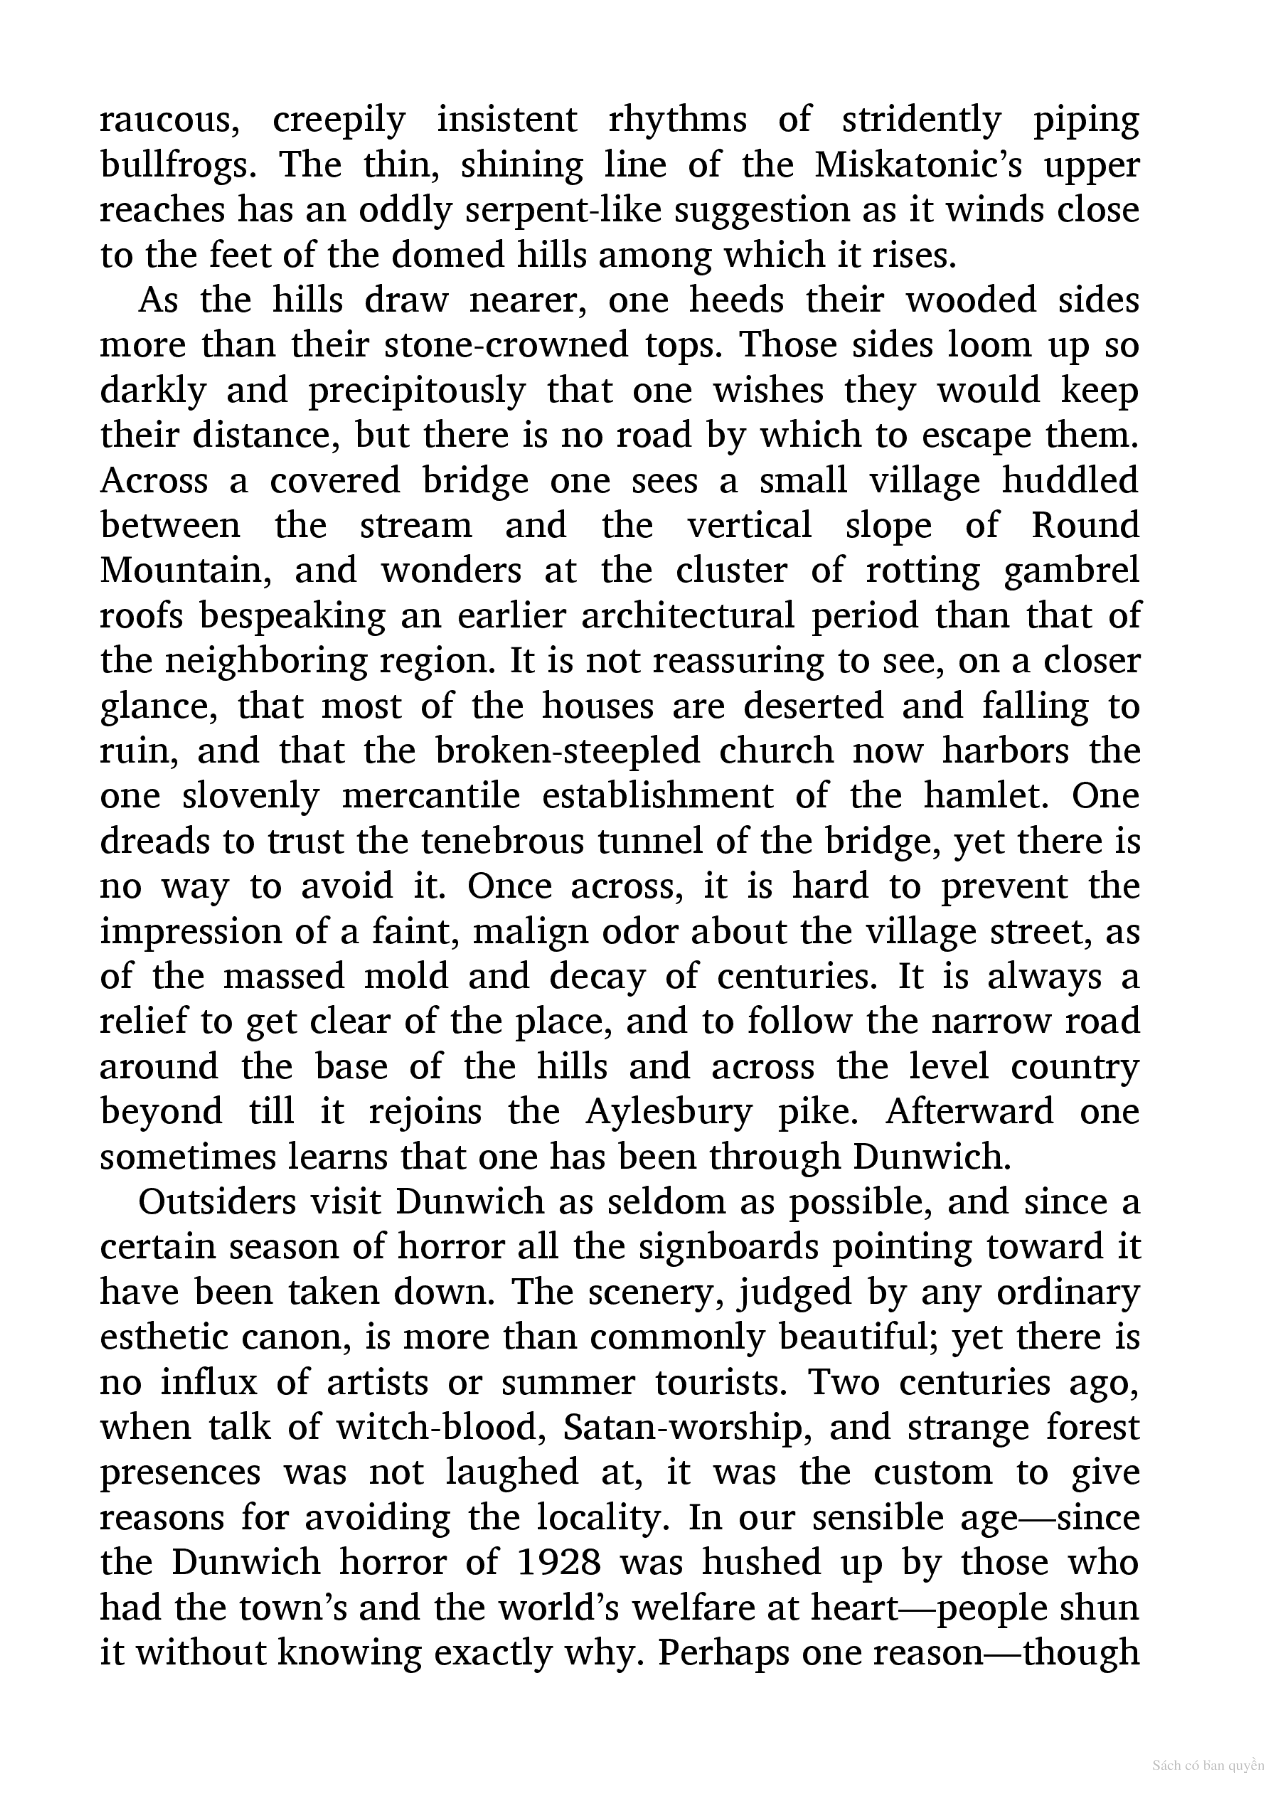 raucous, creepily insistent rhythms of stridently piping
bullfrogs. The thin, shining line of the Miskatonic’s upper
reaches has an oddly serpent-like suggestion as it winds close
to the feet of the domed hills among which it rises.
As the hills draw nearer, one heeds their wooded sides
more than their stone-crowned tops. Those sides loom up so
darkly and precipitously that one wishes they would keep
their distance, but there is no road by which to escape them.
Across a covered bridge one sees a small village huddled
between the stream and the vertical slope of Round
Mountain, and wonders at the cluster of rotting gambrel
roofs bespeaking an earlier architectural period than that of
the neighboring region. It is not reassuring to see, on a closer
glance, that most of the houses are deserted and falling to
ruin, and that the broken-steepled church now harbors the
one slovenly mercantile establishment of the hamlet. One
dreads to trust the tenebrous tunnel of the bridge, yet there is
no way to avoid it. Once across, it is hard to prevent the
impression of a faint, malign odor about the village street, as
of the massed mold and decay of centuries. It is always a
relief to get clear of the place, and to follow the narrow road
around the base of the hills and across the level country
beyond till it rejoins the Aylesbury pike. Afterward one
sometimes learns that one has been through Dunwich.
Outsiders visit Dunwich as seldom as possible, and since a
certain season of horror all the signboards pointing toward it
have been taken down. The scenery, judged by any ordinary
esthetic canon, is more than commonly beautiful; yet there is
no influx of artists or summer tourists. Two centuries ago,
when talk of witch-blood, Satan-worship, and strange forest
presences was not laughed at, it was the custom to give
reasons for avoiding the locality. In our sensible age—since
the Dunwich horror of 1928 was hushed up by those who
had the town’s and the world’s welfare at heart—people shun
it without knowing exactly why. Perhaps one reason—though
Sách có ban quyền